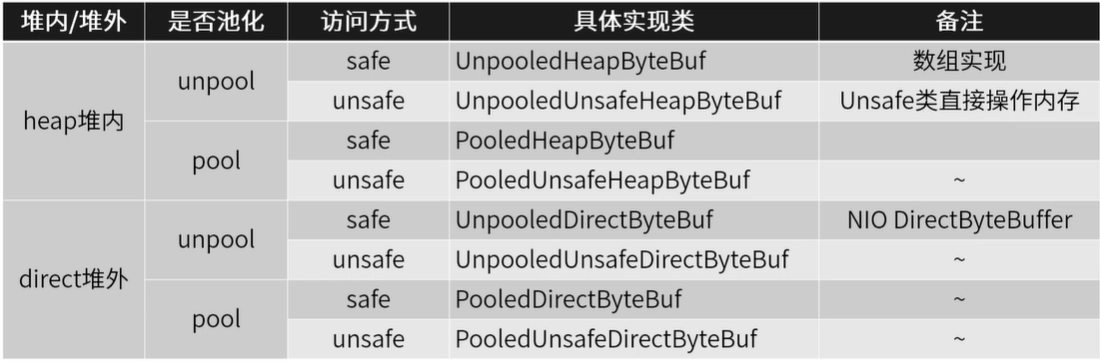 堆内/堆外 是否池化 访问方式 具体实现类 备注
heap堆内 unpool safe UnpooledHeapByteBuf 数组实现
unsafe UnpooledUnsafeHeapByteBuf Unsafe类直接操作内存
pool safe PooledHeapByteBuf
unsafe PooledUnsafeHeapByteBuf ~
direct堆外 unpool safe UnpooledDirectByteBuf NIO DirectByteBuffer
unsafe UnpooledUnsafeDirectByteBuf ~
pool safe PooledDirectByteBuf ~
unsafe PooledUnsafeDirectByteBuf ~